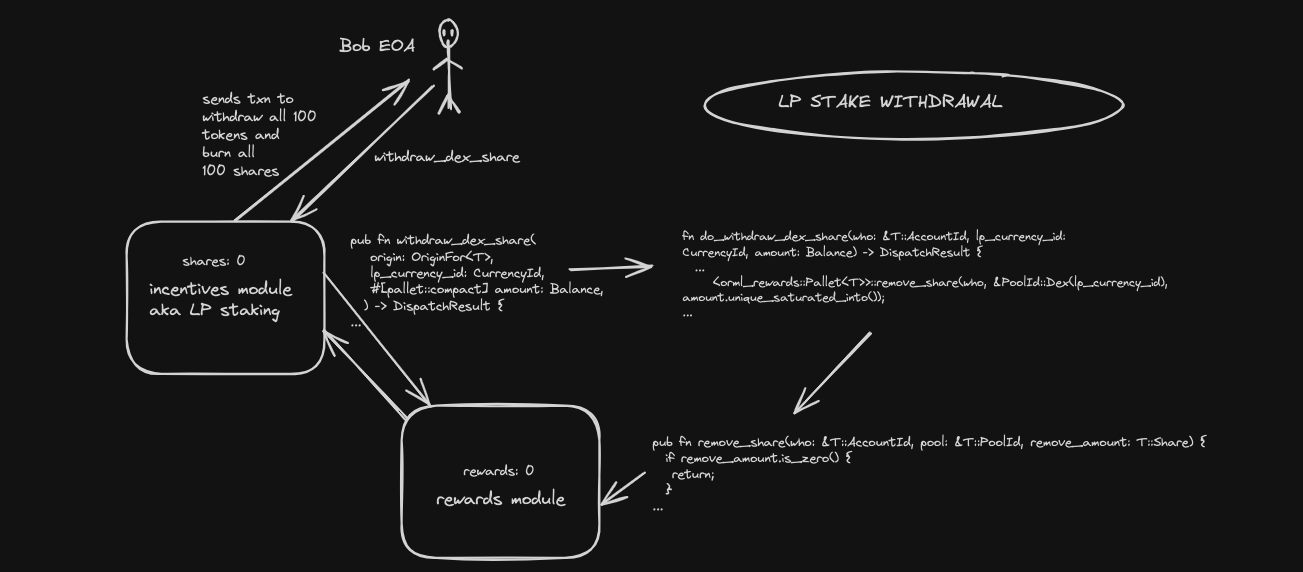 Bob EOA
LP STAKE WITHDRAWAL
sends txn to
withdraw all 100
tokens and
burn all
100 shares
withdraw_dex_share
shares: 0
incentives module
aka LP staking
pub fn withdraw_dex_share(
origin: OriginFor<T>,
lp_currency_id: CurrencyId,
#[pallet::compact] amount: Balance,
) -> DispatchResult {
...
fn do_withdraw_dex_share(who: &T::AccountId, lp_currency_id:
CurrencyId, amount: Balance) -> DispatchResult {
...
<orml_rewards::Pallet<T>>::remove_share(who, &PoolId::Dex(lp_currency_id),
amount.unique_saturated_into());
...
rewards: 0
rewards module
pub fn remove_share(who: &T::AccountId, pool: &T::PoolId, remove_amount: T::Share) {
if remove_amount.is_zero() {
return;
}
...